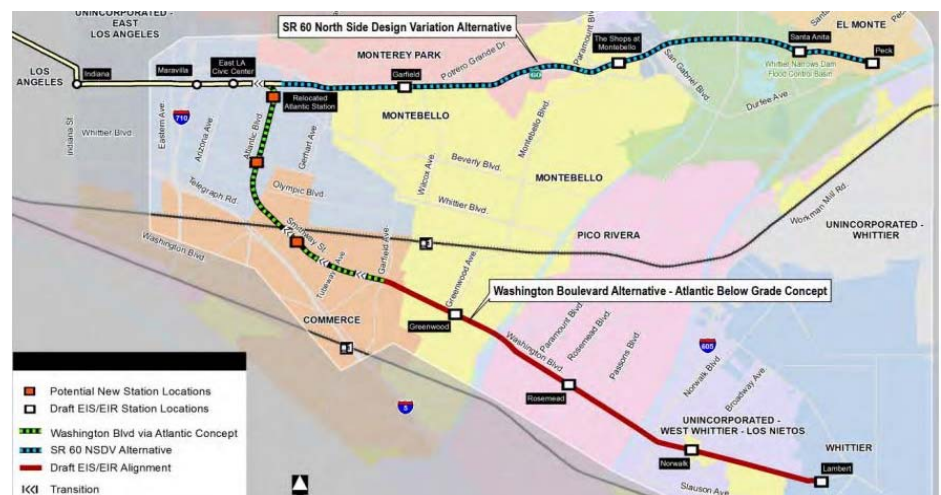 UNINCORPORATED -
EAST
LOS ANGELES
SR 60 North Side Design Variation Alternative
EL MONTE
Santa Anita
Peck
The Shops at
Montebello
Paramount Blvd.
MONTEREY PARK
Potrero Grande Dr
60
San Gabriel Blvd
Whittier Narrows Dam
Flood Control Basin
Durfee Ave
LOS
ANGELES
Indiana
Maravilla
East LA
Civic Center
Garfield
Relocated
Atlantic Station
Indiana St
Whittier Blvd.
Eastern Ave
710
Arizona Ave
Atlantic Blvd
Gerhart Ave
MONTEBELLO
Montebello Blvd.
Wilcox Ave
Beverly Blvd.
MONTEBELLO
Telegraph Rd.
Olympic Blvd.
Whittier Blvd.
Workman Mill Rd.
Washington Blvd.
Smithway St.
Garfield Ave
PICO RIVERA
UNINCORPORATED -
WHITTIER
Greenwood Ave
Washington Boulevard Alternative - Atlantic Below Grade Concept
COMMERCE
Greenwood
Washington Blvd.
Paramount Blvd.
Rosemead Blvd.
Passons Blvd.
605
Norwalk Blvd
Broadway Ave.
Rosemead
5
UNINCORPORATED -
WEST WHITTIER - LOS NIETOS
WHITTIER
Norwalk
Lambert
Slauson Ave.
Potential New Station Locations
Draft EIS/EIR Station Locations
Washington Blvd via Atlantic Concept
SR 60 NSDV Alternative
Draft EIS/EIR Alignment
Transition